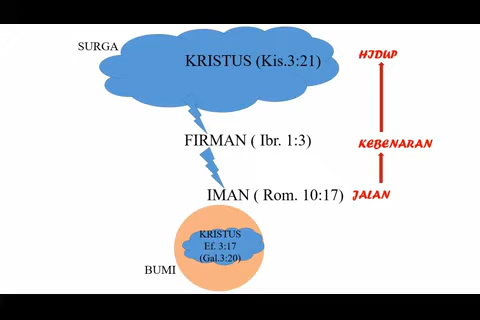 SURGA
KRISTUS (Kis.3:21)
HIDUP
FIRMAN ( Ibr. 1:3)
KEBENARAN
IMAN ( Rom. 10:17)
JALAN
KRISTUS
Ef. 3:17
(Gal.3:20)
BUMI